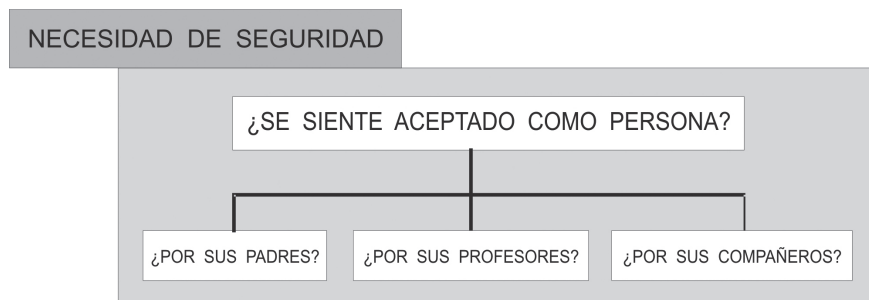 NECESIDAD DE SEGURIDAD
¿SE SIENTE ACEPTADO COMO PERSONA?
¿POR SUS PADRES?
¿POR SUS PROFESORES?
¿POR SUS COMPAÑEROS?